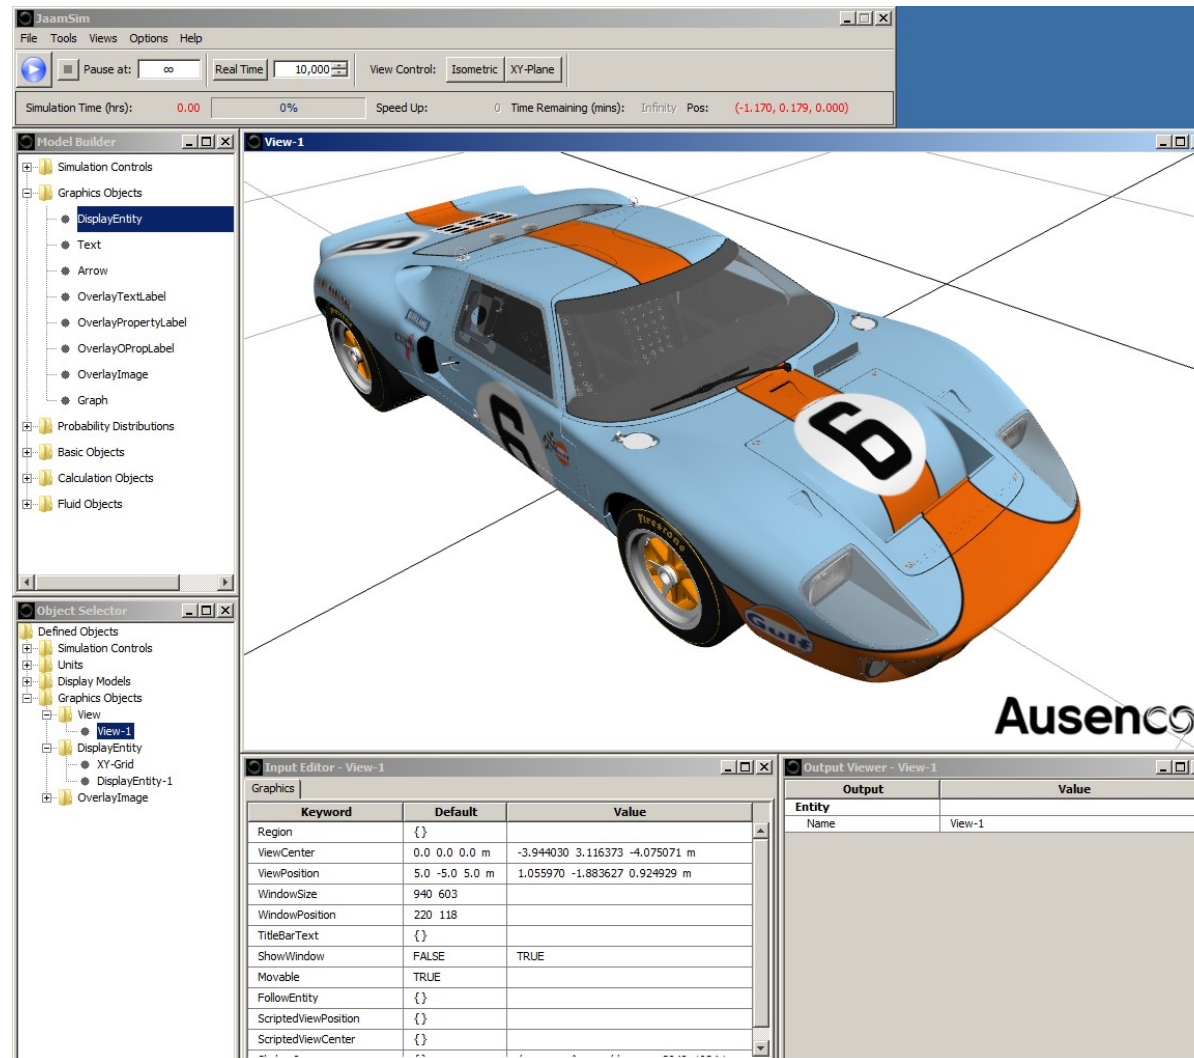 JaamSim
File Tools Views Options Help
Pause at: ∞ Real Time 10,000 View Control: Isometric XY-Plane
Simulation Time (hrs): 0.00 0% Speed Up: 0 Time Remaining (mins): Infinity Pos: (-1.170, 0.179, 0.000)
Model Builder
Simulation Controls
Graphics Objects
DisplayEntity
Text
Arrow
OverlayTextLabel
OverlayPropertyLabel
OverlayOPropLabel
OverlayImage
Graph
Probability Distributions
Basic Objects
Calculation Objects
Fluid Objects
View-1
6
6
6
Firestone
Gulf
Ausenco
Object Selector
Defined Objects
Simulation Controls
Units
Display Models
Graphics Objects
View
View-1
DisplayEntity
XY-Grid
DisplayEntity-1
OverlayImage
Input Editor - View-1
Graphics
Keyword Default Value
Region {}
ViewCenter 0.0 0.0 0.0 m -3.944030 3.116373 -4.075071 m
ViewPosition 5.0 -5.0 5.0 m 1.055970 -1.883627 0.924929 m
WindowSize 940 603
WindowPosition 220 118
TitleBarText {}
ShowWindow FALSE TRUE
Movable TRUE
FollowEntity {}
ScriptedViewPosition {}
ScriptedViewCenter {}
Output Viewer - View-1
Output Value
Entity
Name View-1